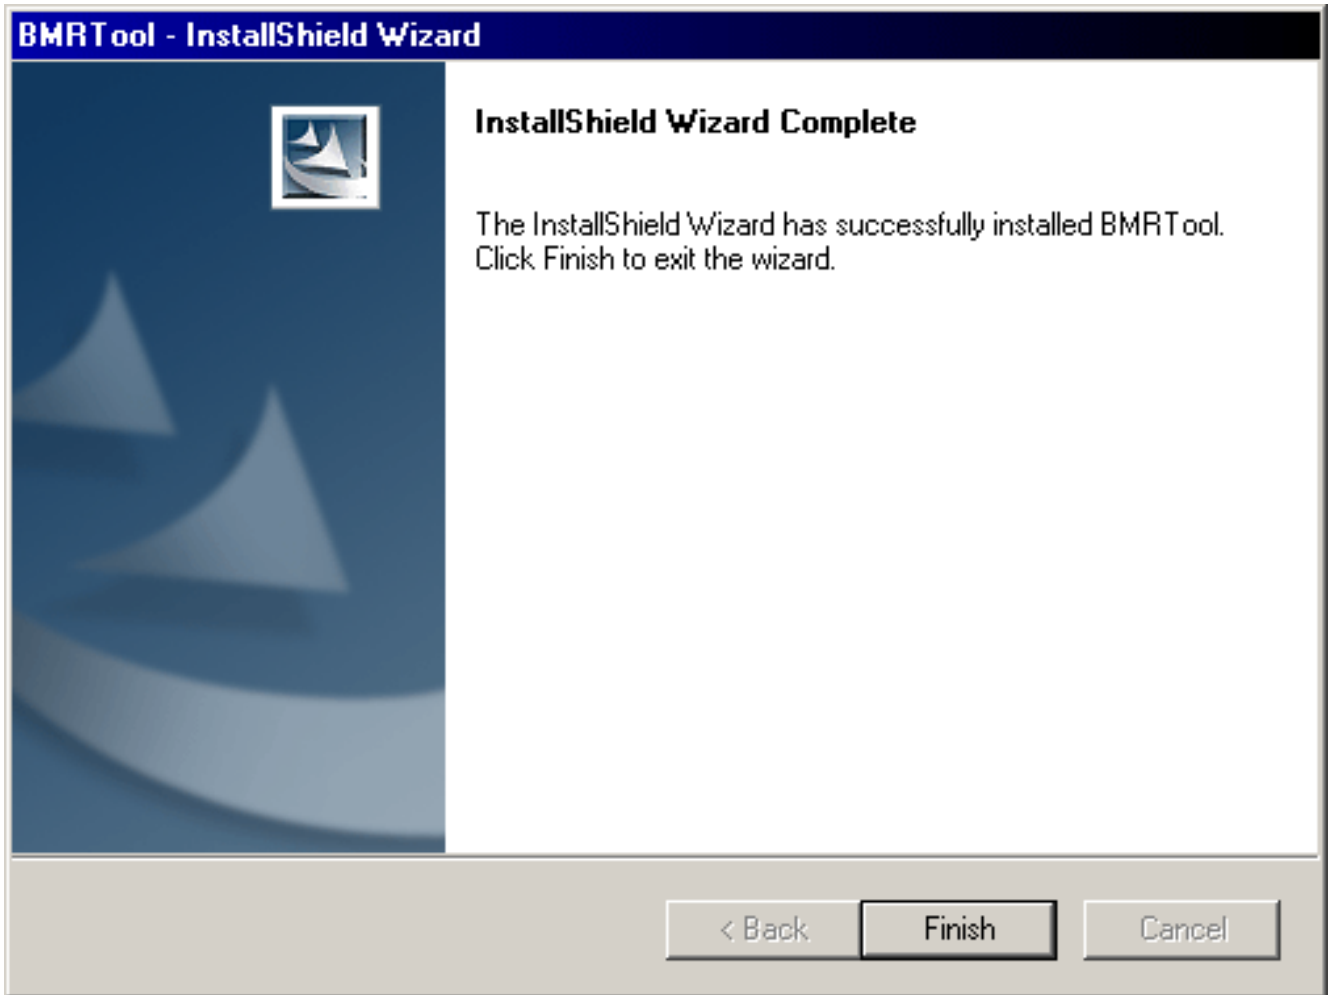 BMRTool - InstallShield Wizard
InstallShield Wizard Complete
The InstallShield Wizard has successfully installed BMRTool.
Click Finish to exit the wizard.
< Back
Finish
Cancel